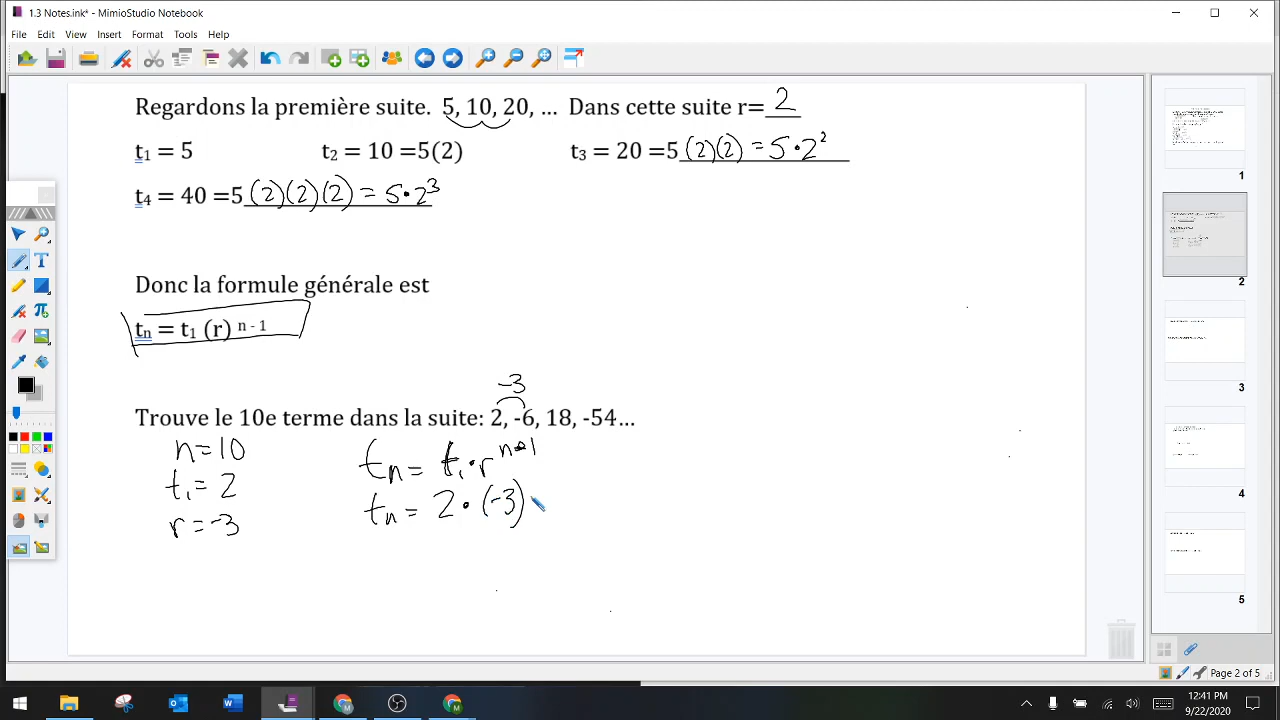 1.3 Notes.ink* - MimioStudio Notebook
File Edit View Insert Format Tools Help
Regardons la première suite. 5, 10, 20, … Dans cette suite r= 2
t1 = 5 t2 = 10 =5(2) t3 = 20 =5 (2)(2) = 5·2²
t4 = 40 =5 (2)(2)(2) = 5·2³
Donc la formule générale est
tn = t1 (r) n - 1
-3
Trouve le 10e terme dans la suite: 2, -6, 18, -54…
n=10
t1 = 2
r = -3
tn = t1·r^(n-1)
tn = 2·(-3)
1
2
3
4
5
Page 2 of 5
12:41 PM
9/22/2020